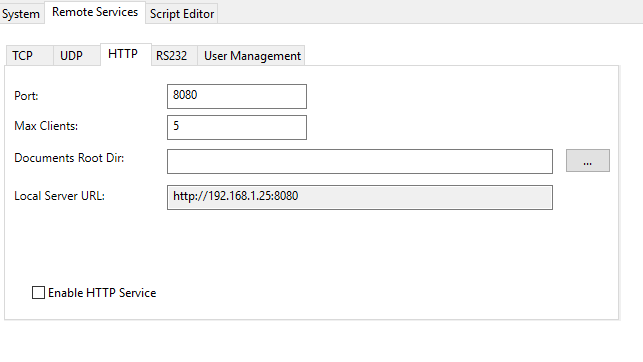 System Remote Services Script Editor
TCP UDP HTTP RS232 User Management
Port: 8080
Max Clients: 5
Documents Root Dir: ...
Local Server URL: http://192.168.1.25:8080
Enable HTTP Service